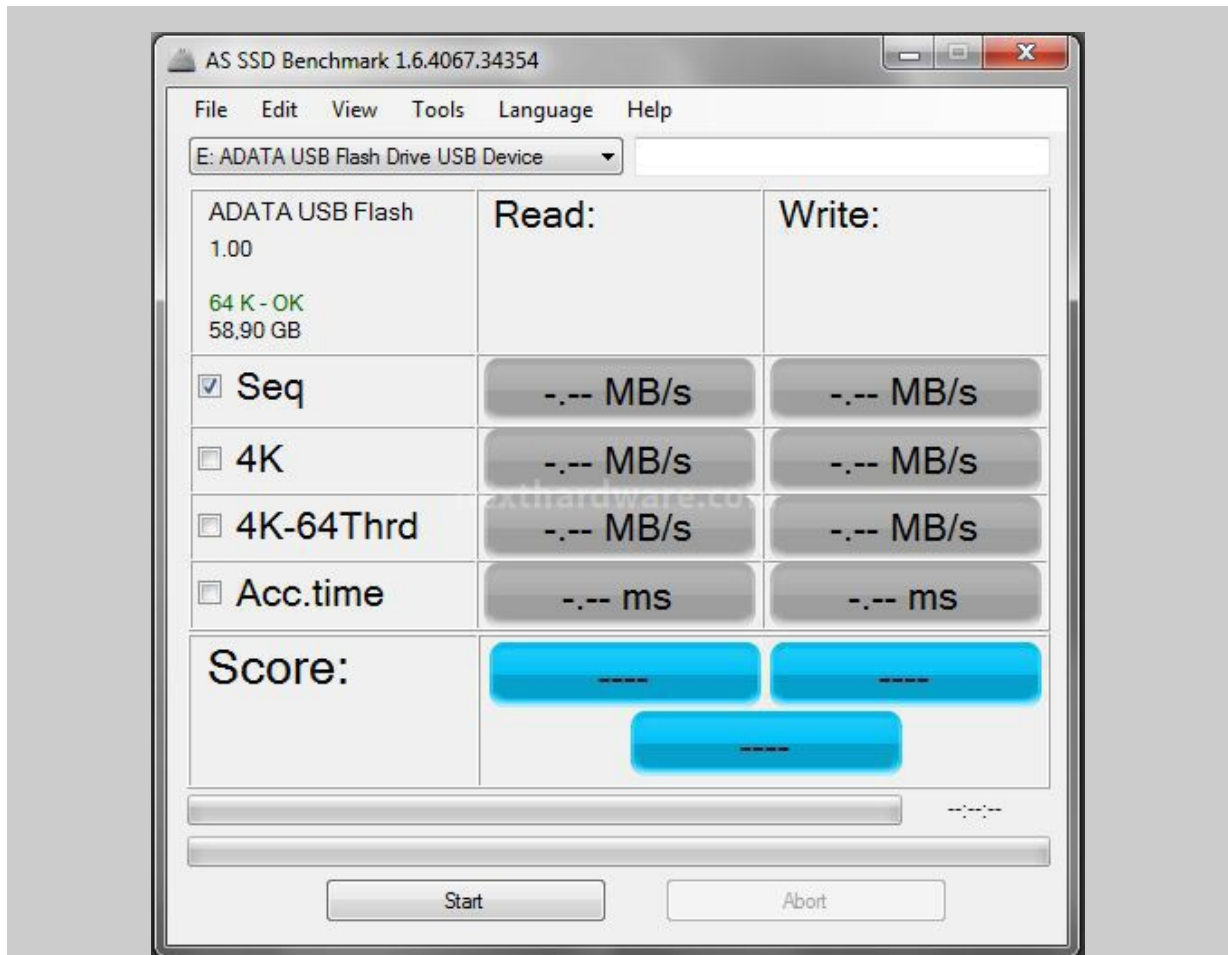 AS SSD Benchmark 1.6.4067.34354
File Edit View Tools Language Help
E: ADATA USB Flash Drive USB Device
ADATA USB Flash
1.00
64 K - OK
58,90 GB
Read:
Write:
Seq -.-- MB/s -.-- MB/s
4K -.-- MB/s -.-- MB/s
nexthardware.com
4K-64Thrd -.-- MB/s -.-- MB/s
Acc.time -.-- ms -.-- ms
Score: ---- ----
----
--:--:--
Start Abort